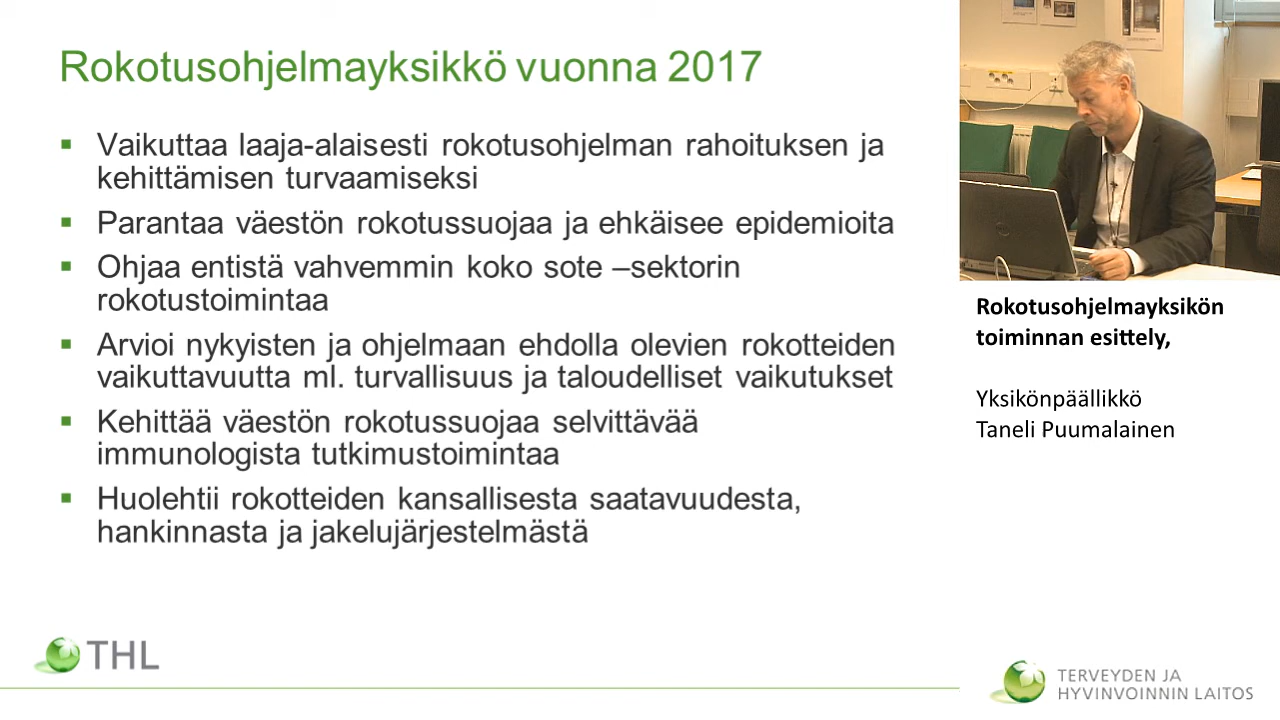 Rokotusohjelmayksikkö vuonna 2017
▪ Vaikuttaa laaja-alaisesti rokotusohjelman rahoituksen ja
kehittämisen turvaamiseksi
▪ Parantaa väestön rokotussuojaa ja ehkäisee epidemioita
▪ Ohjaa entistä vahvemmin koko sote –sektorin
rokotustoimintaa
▪ Arvioi nykyisten ja ohjelmaan ehdolla olevien rokotteiden
vaikuttavuutta ml. turvallisuus ja taloudelliset vaikutukset
▪ Kehittää väestön rokotussuojaa selvittävää
immunologista tutkimustoimintaa
▪ Huolehtii rokotteiden kansallisesta saatavuudesta,
hankinnasta ja jakelujärjestelmästä
THL
Rokotusohjelmayksikön
toiminnan esittely,
Yksikönpäällikkö
Taneli Puumalainen
TERVEYDEN JA
HYVINVOINNIN LAITOS